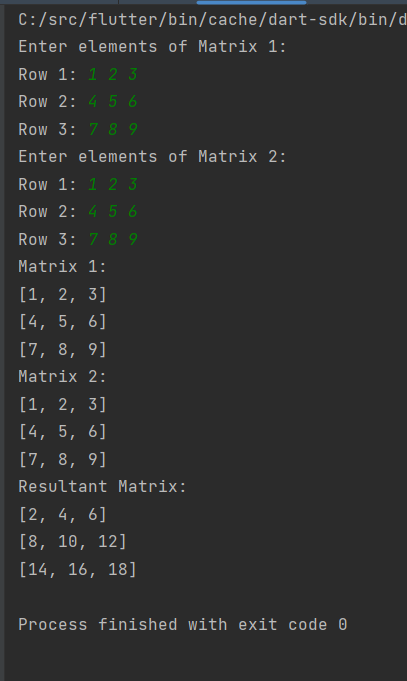 C:/src/flutter/bin/cache/dart-sdk/bin/d
Enter elements of Matrix 1:
Row 1: 1 2 3
Row 2: 4 5 6
Row 3: 7 8 9
Enter elements of Matrix 2:
Row 1: 1 2 3
Row 2: 4 5 6
Row 3: 7 8 9
Matrix 1:
[1, 2, 3]
[4, 5, 6]
[7, 8, 9]
Matrix 2:
[1, 2, 3]
[4, 5, 6]
[7, 8, 9]
Resultant Matrix:
[2, 4, 6]
[8, 10, 12]
[14, 16, 18]
Process finished with exit code 0